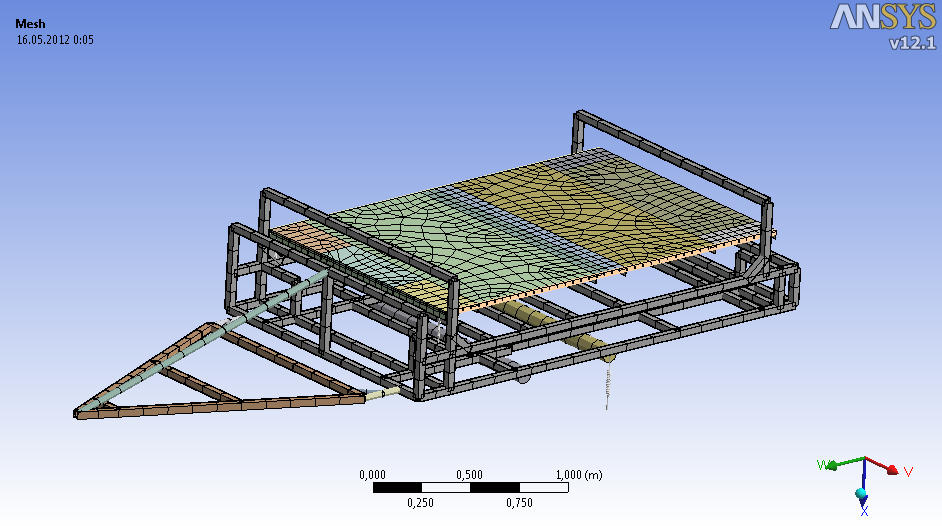 Mesh
16.05.2012 0:05
ANSYS
v12.1
0,000 0,500 1,000 (m)
0,250 0,750
W V
X